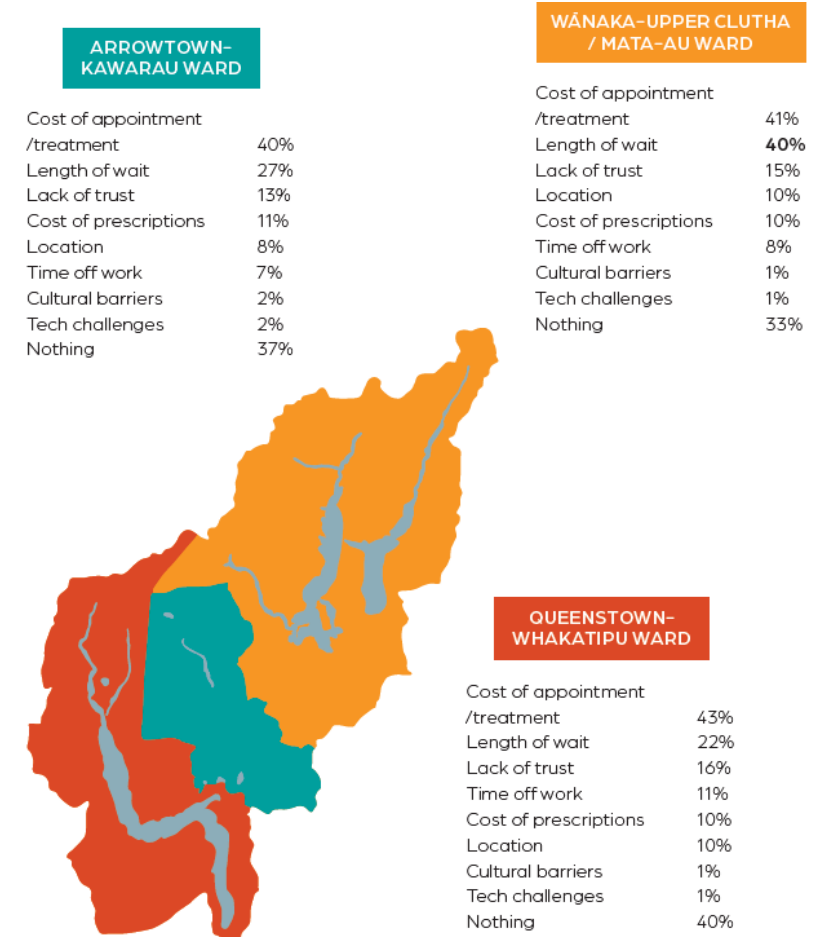 ARROWTOWN-
KAWARAU WARD
Cost of appointment
/treatment 40%
Length of wait 27%
Lack of trust 13%
Cost of prescriptions 11%
Location 8%
Time off work 7%
Cultural barriers 2%
Tech challenges 2%
Nothing 37%
WĀNAKA-UPPER CLUTHA
/ MATA-AU WARD
Cost of appointment
/treatment 41%
Length of wait 40%
Lack of trust 15%
Location 10%
Cost of prescriptions 10%
Time off work 8%
Cultural barriers 1%
Tech challenges 1%
Nothing 33%
QUEENSTOWN-
WHAKATIPU WARD
Cost of appointment
/treatment 43%
Length of wait 22%
Lack of trust 16%
Time off work 11%
Cost of prescriptions 10%
Location 10%
Cultural barriers 1%
Tech challenges 1%
Nothing 40%